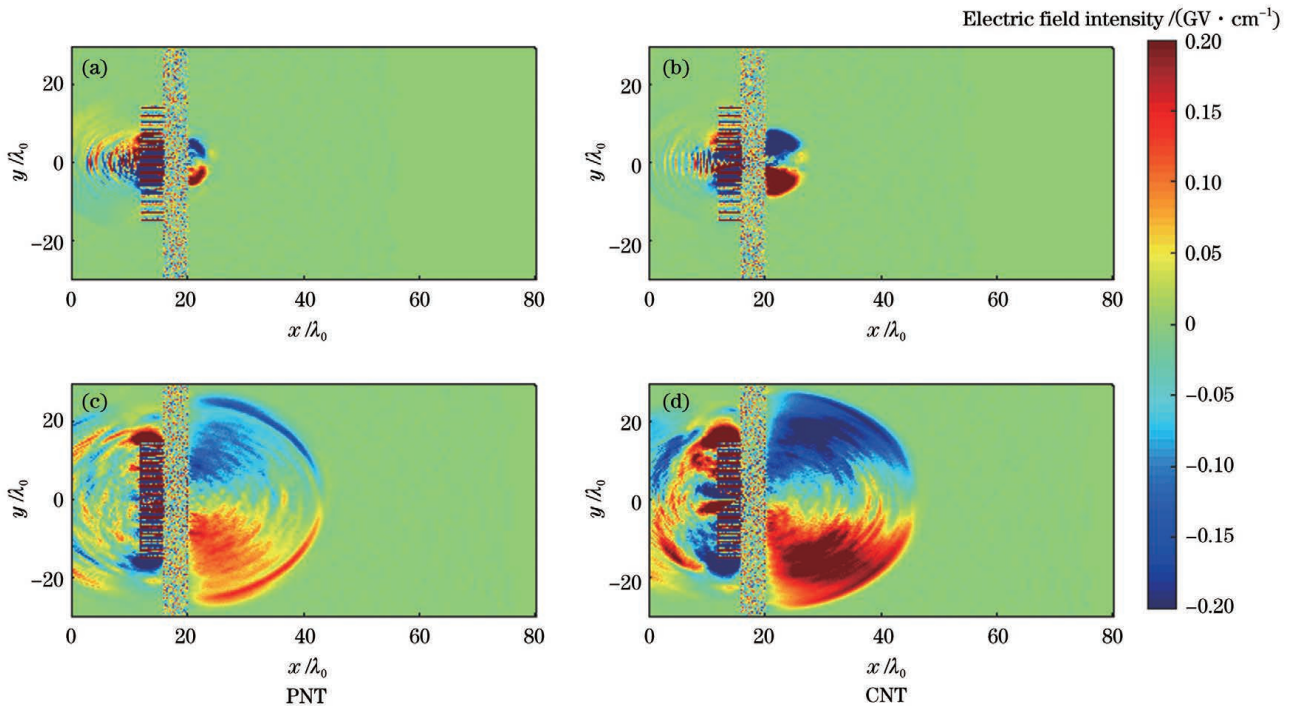 Electric field intensity /(GV · cm⁻¹)
(a)
20
0
−20
y/λ₀
0 20 40 60 80
x/λ₀
(b)
20
0
−20
y/λ₀
0 20 40 60 80
x/λ₀
0.20
0.15
0.10
0.05
0
−0.05
−0.10
−0.15
−0.20
(c)
20
0
−20
y/λ₀
0 20 40 60 80
x/λ₀
PNT
(d)
20
0
−20
y/λ₀
0 20 40 60 80
x/λ₀
CNT